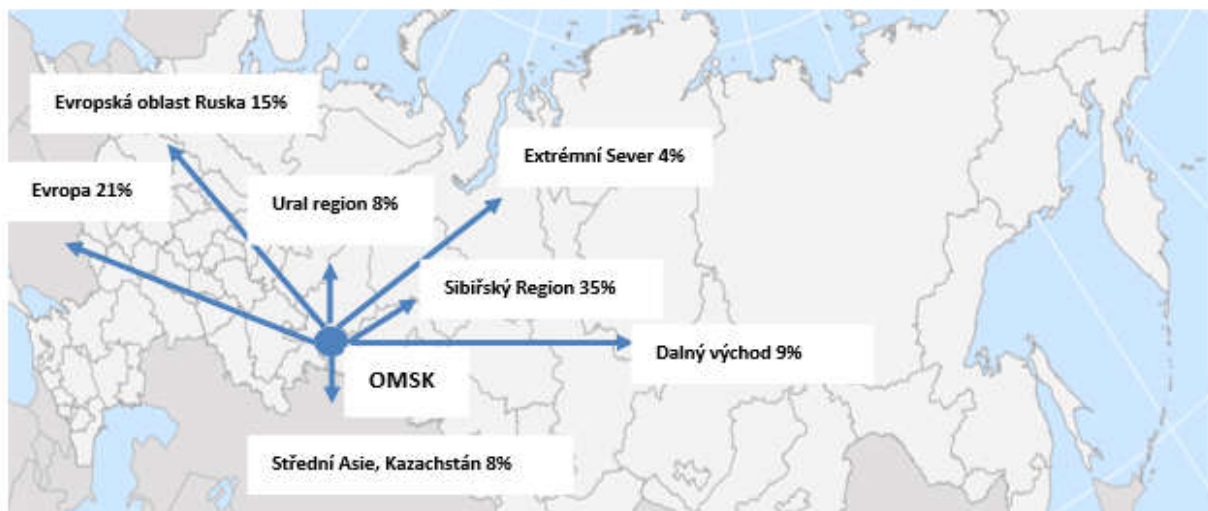 Evropská oblast Ruska 15%
Extrémní Sever 4%
Evropa 21%
Ural region 8%
Sibiřský Region 35%
Dalný východ 9%
OMSK
Střední Asie, Kazachstán 8%